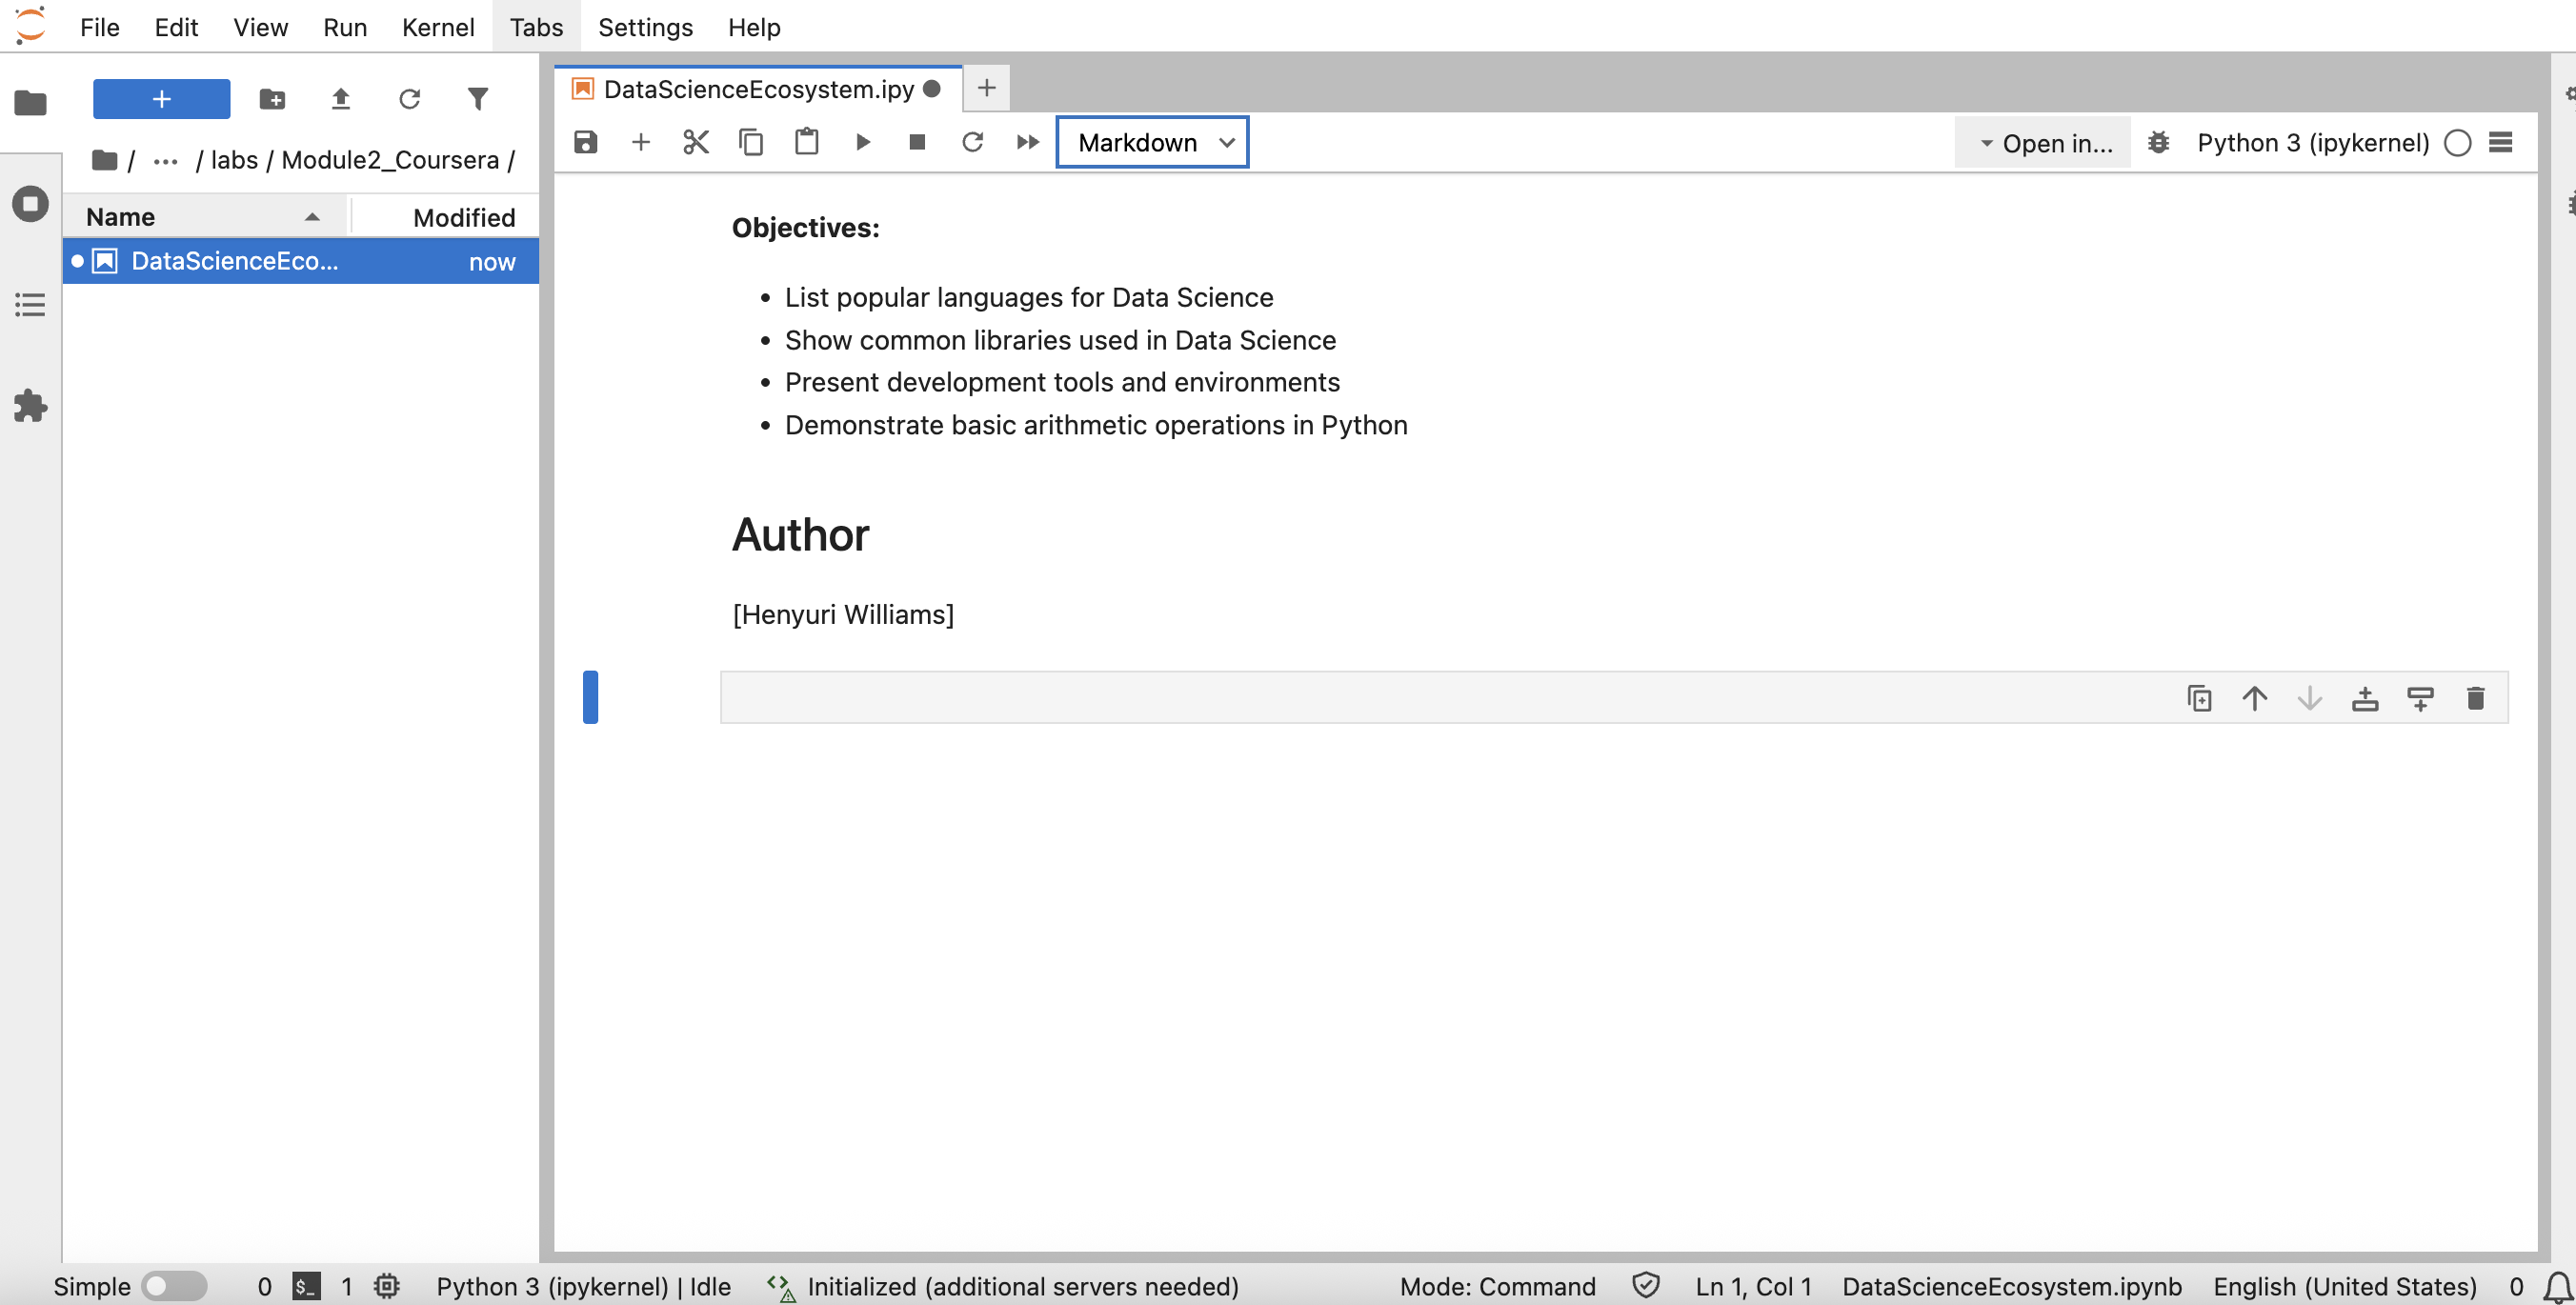 File Edit View Run Kernel Tabs Settings Help
DataScienceEcosystem.ipy
Markdown
Open in...
Python 3 (ipykernel)
/ ... / labs / Module2_Coursera /
Name Modified
DataScienceEco... now
Objectives:
• List popular languages for Data Science
• Show common libraries used in Data Science
• Present development tools and environments
• Demonstrate basic arithmetic operations in Python
Author
[Henyuri Williams]
Simple 0 $_ 1 Python 3 (ipykernel) | Idle Initialized (additional servers needed) Mode: Command Ln 1, Col 1 DataScienceEcosystem.ipynb English (United States) 0